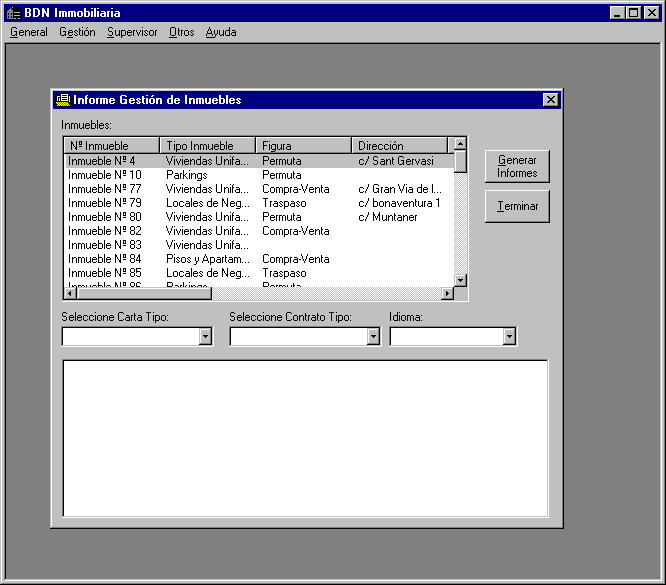 BDN Immobiliaria
General Gestión Supervisor Otros Ayuda
Informe Gestión de Inmuebles
Inmuebles:
Nº Inmueble Tipo Inmueble Figura Dirección
Inmueble Nº 4 Viviendas Unifa... Permuta c/ Sant Gervasi
Inmueble Nº 10 Parkings Permuta
Inmueble Nº 77 Viviendas Unifa... Compra-Venta c/ Gran Via de l...
Inmueble Nº 79 Locales de Neg... Traspaso c/ bonaventura 1
Inmueble Nº 80 Viviendas Unifa... Permuta c/ Muntaner
Inmueble Nº 82 Viviendas Unifa... Compra-Venta
Inmueble Nº 83 Viviendas Unifa...
Inmueble Nº 84 Pisos y Apartam... Compra-Venta
Inmueble Nº 85 Locales de Neg... Traspaso
Inmueble Nº 86 Parkings Permuta
Generar
Informes
Terminar
Seleccione Carta Tipo: Seleccione Contrato Tipo: Idioma: